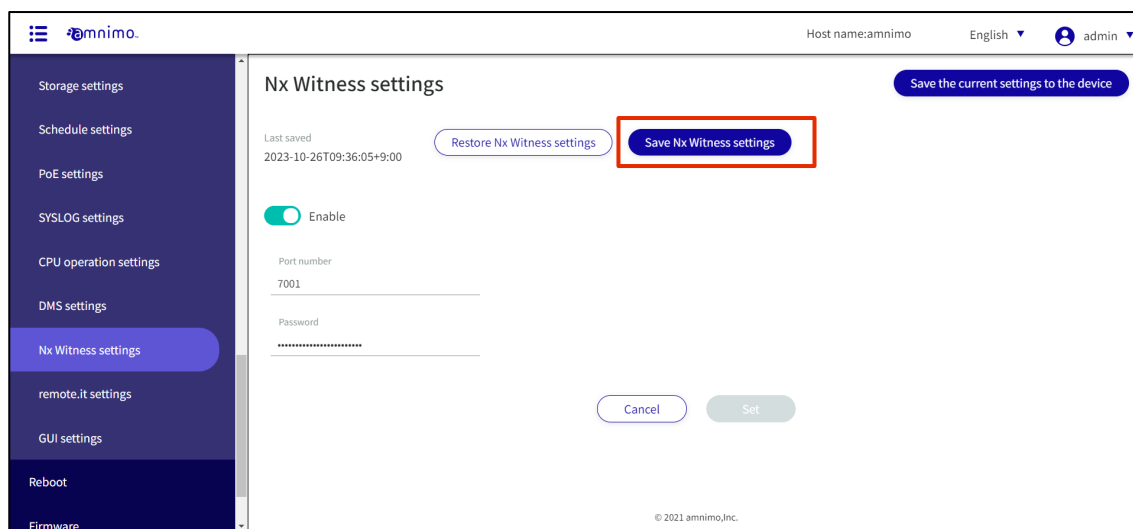 amnimo
Host name:amnimo
English
admin
Storage settings
Schedule settings
PoE settings
SYSLOG settings
CPU operation settings
DMS settings
Nx Witness settings
remote.it settings
GUI settings
Reboot
Firmware
Nx Witness settings
Save the current settings to the device
Last saved
2023-10-26T09:36:05+9:00
Restore Nx Witness settings
Save Nx Witness settings
Enable
Port number
7001
Password
••••••••••••••••••••••••
Cancel
Set
© 2021 amnimo,Inc.